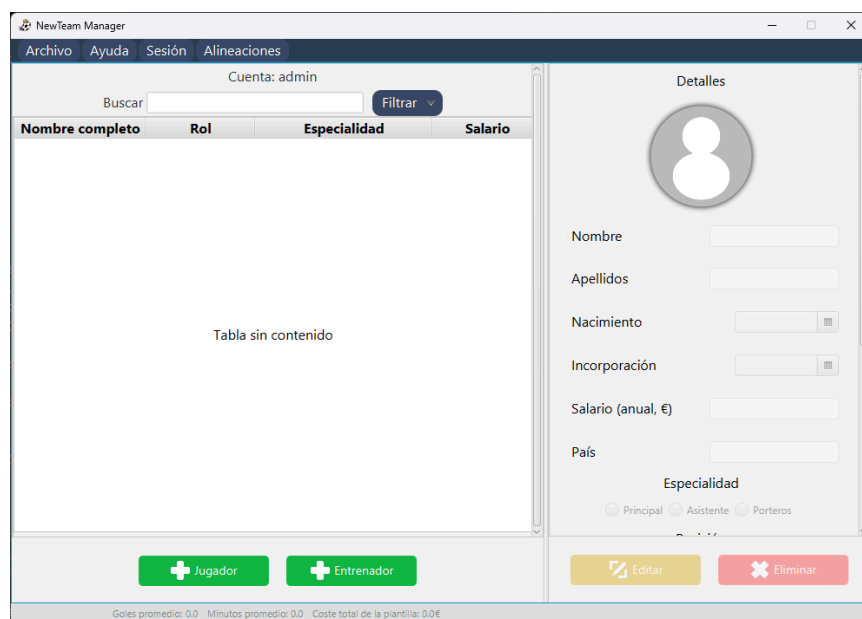 NewTeam Manager
Archivo Ayuda Sesión Alineaciones
Cuenta: admin
Buscar
Filtrar
Nombre completo Rol Especialidad Salario
Tabla sin contenido
Jugador Entrenador
Detalles
Nombre
Apellidos
Nacimiento
Incorporación
Salario (anual, €)
País
Especialidad
Principal Asistente Porteros
Editar Eliminar
Goles promedio: 0.0 Minutos promedio: 0.0 Coste total de la plantilla: 0.0€